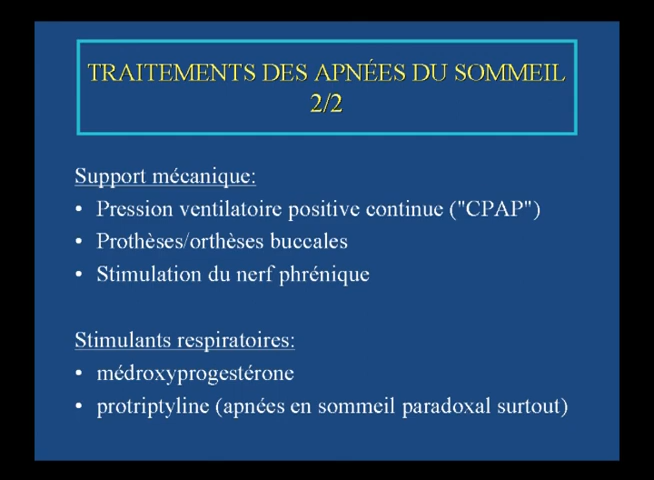 TRAITEMENTS DES APNÉES DU SOMMEIL
2/2
Support mécanique:
• Pression ventilatoire positive continue ("CPAP")
• Prothèses/orthèses buccales
• Stimulation du nerf phrénique
Stimulants respiratoires:
• médroxyprogestérone
• protriptyline (apnées en sommeil paradoxal surtout)